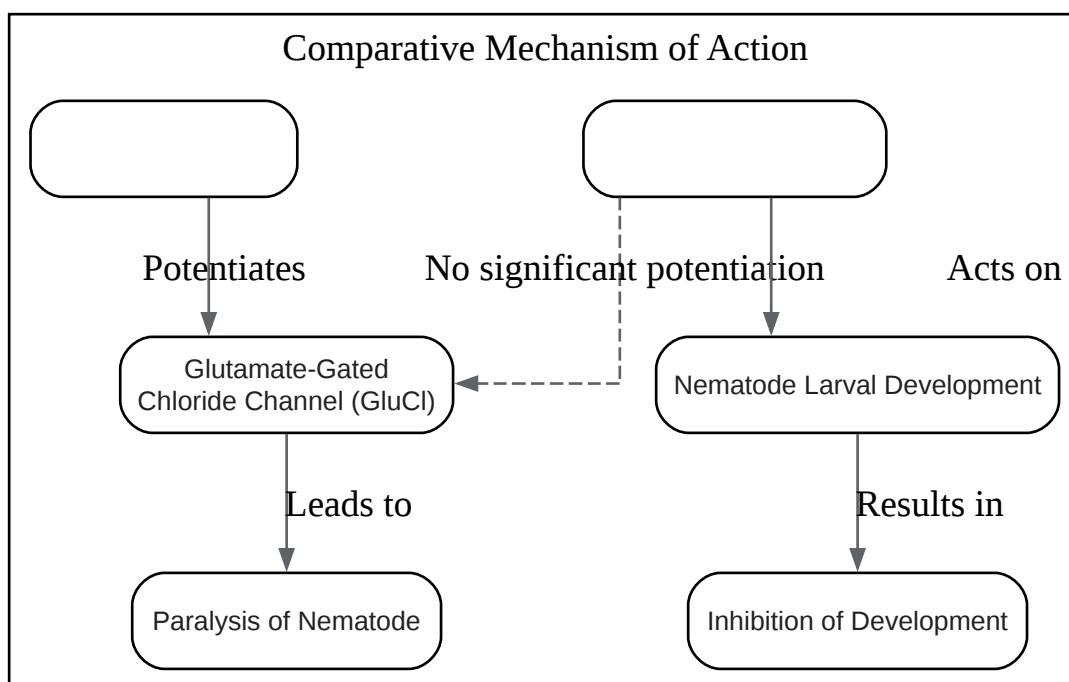 Comparative Mechanism of Action
Potentiates
No significant potentiation
Acts on
Glutamate-Gated
Chloride Channel (GluCl)
Nematode Larval Development
Leads to
Results in
Paralysis of Nematode
Inhibition of Development